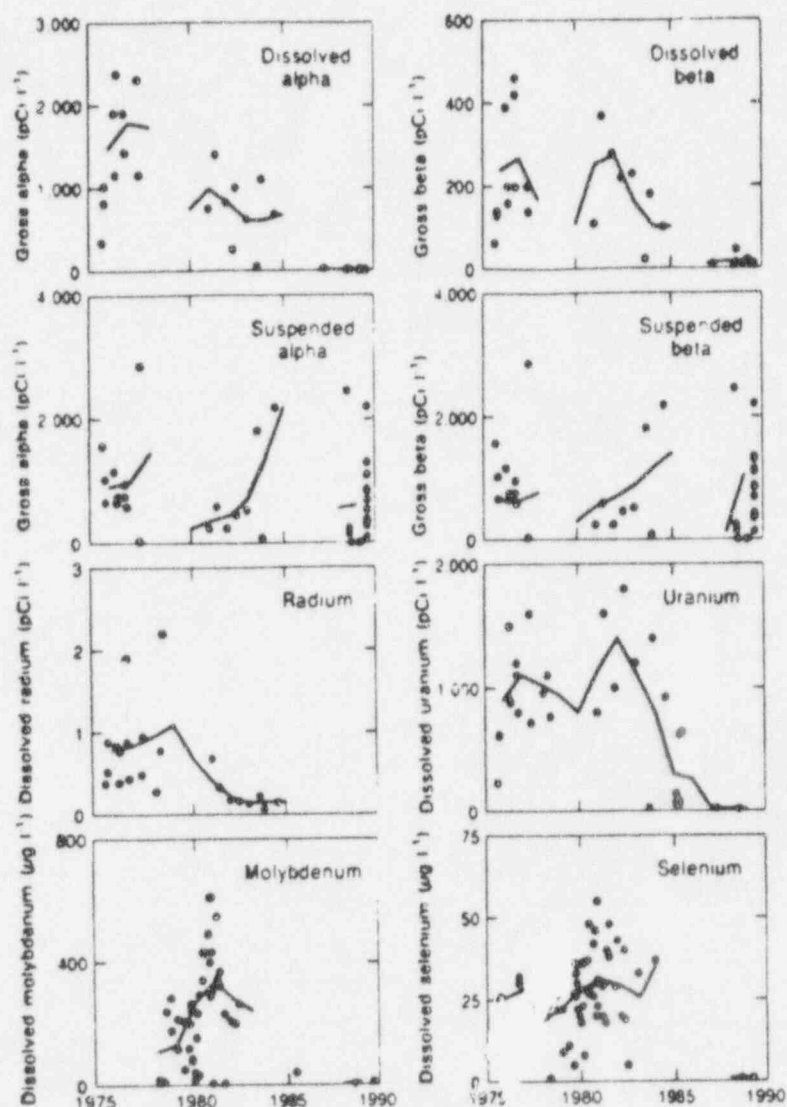 3 000
2 000
1 000
0
Gross alpha (pCi l⁻¹)
Dissolved
alpha
600
400
200
0
Gross beta (pCi l⁻¹)
Dissolved
beta
4 000
2 000
0
Gross alpha (pCi l⁻¹)
Suspended
alpha
4 000
2 000
0
Gross beta (pCi l⁻¹)
Suspended
beta
3
2
1
0
Dissolved radium (pCi l⁻¹)
Radium
2 000
1 000
0
Dissolved uranium (pCi l⁻¹)
Uranium
800
400
0
Dissolved molybdanum (µg l⁻¹)
Molybdenum
1975
1980
1985
1990
75
50
25
0
Dissolved selenium (µg l⁻¹)
Selenium
1975
1980
1985
1990